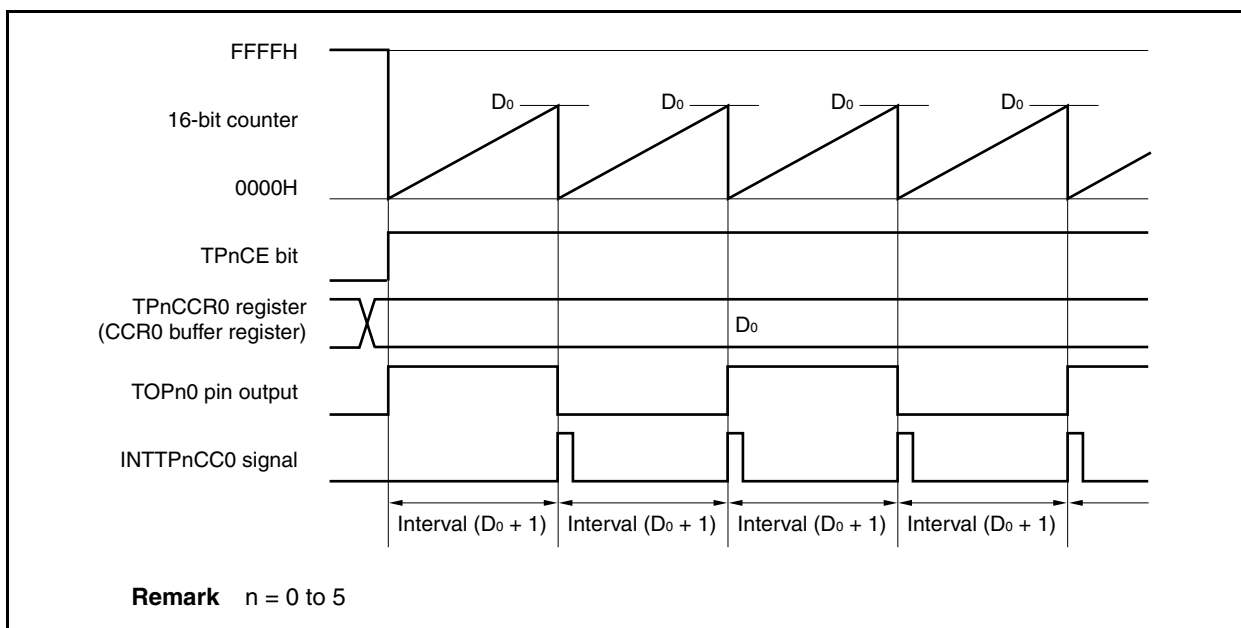 FFFFH
D₀ D₀ D₀ D₀
16-bit counter
0000H
TPnCE bit
TPnCCR0 register
(CCR0 buffer register)
D₀
TOPn0 pin output
INTTPnCC0 signal
Interval (D₀ + 1) Interval (D₀ + 1) Interval (D₀ + 1) Interval (D₀ + 1)
Remark n = 0 to 5